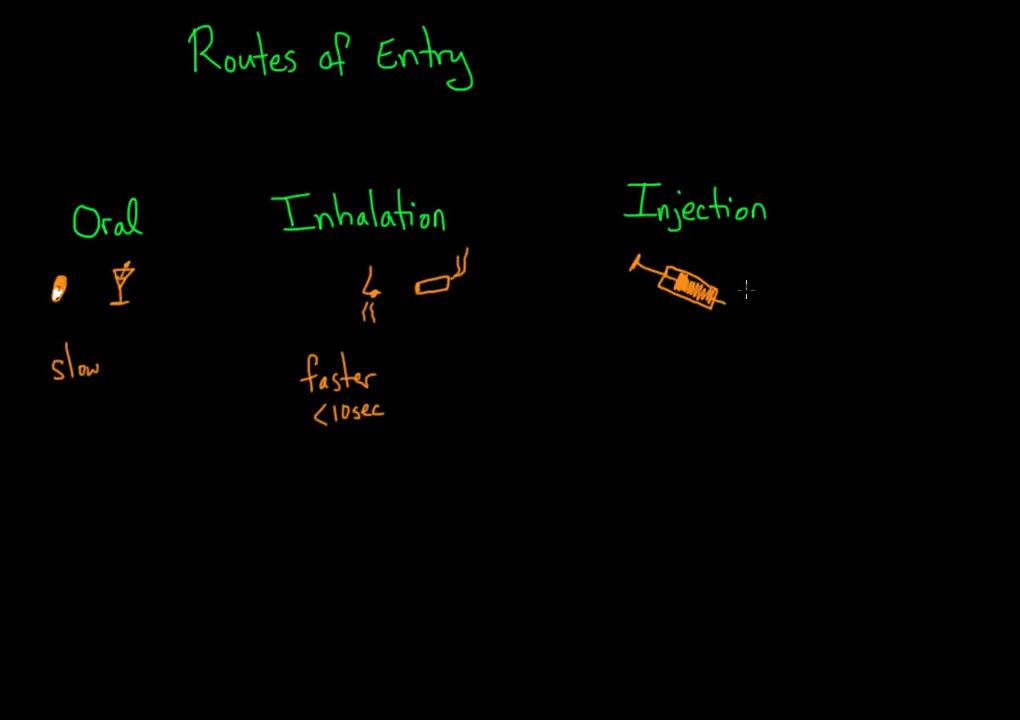 Routes of Entry
Oral
Inhalation
Injection
slow
faster
<10sec